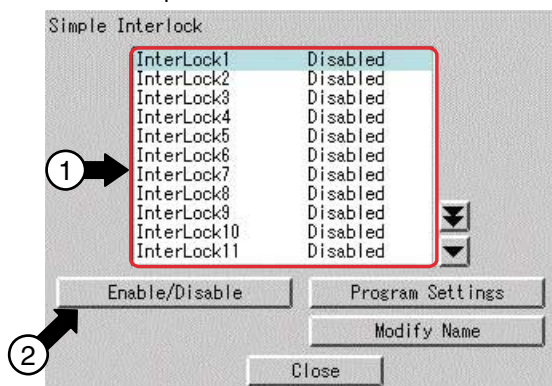 Simple Interlock
InterLock1 Disabled
InterLock2 Disabled
InterLock3 Disabled
InterLock4 Disabled
InterLock5 Disabled
InterLock6 Disabled
InterLock7 Disabled
InterLock8 Disabled
InterLock9 Disabled
InterLock10 Disabled
InterLock11 Disabled
1
Enable/Disable Program Settings
Modify Name
2
Close